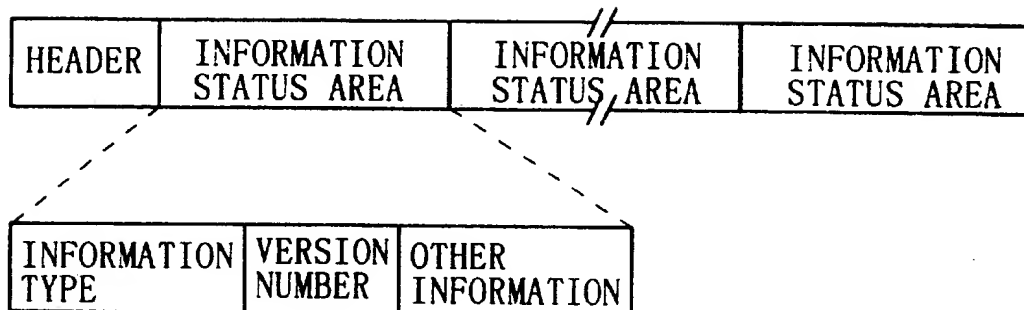 HEADER
INFORMATION
STATUS AREA
INFORMATION
STATUS AREA
INFORMATION
STATUS AREA
INFORMATION
TYPE
VERSION
NUMBER
OTHER
INFORMATION